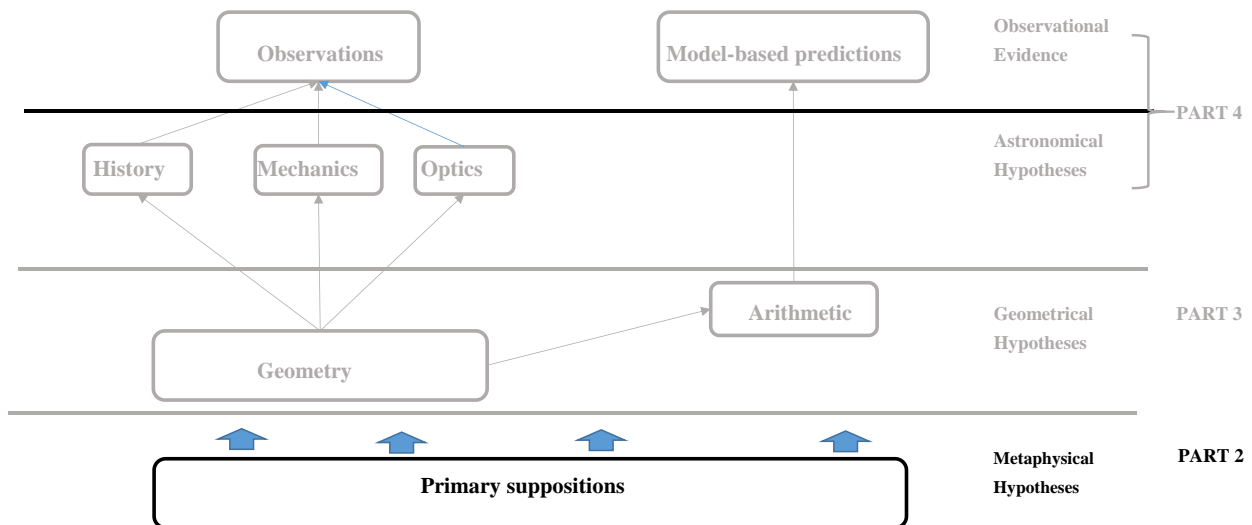 Observations
Model-based predictions
Observational
Evidence
PART 4
History
Mechanics
Optics
Astronomical
Hypotheses
Arithmetic
Geometrical
Hypotheses
PART 3
Geometry
Primary suppositions
Metaphysical
Hypotheses
PART 2